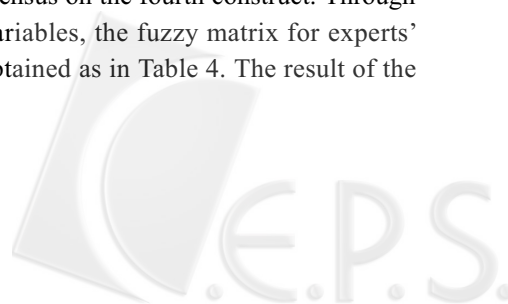 ensus on the fourth construct. Through
ariables, the fuzzy matrix for experts’
otained as in Table 4. The result of the
C.E.P.S.